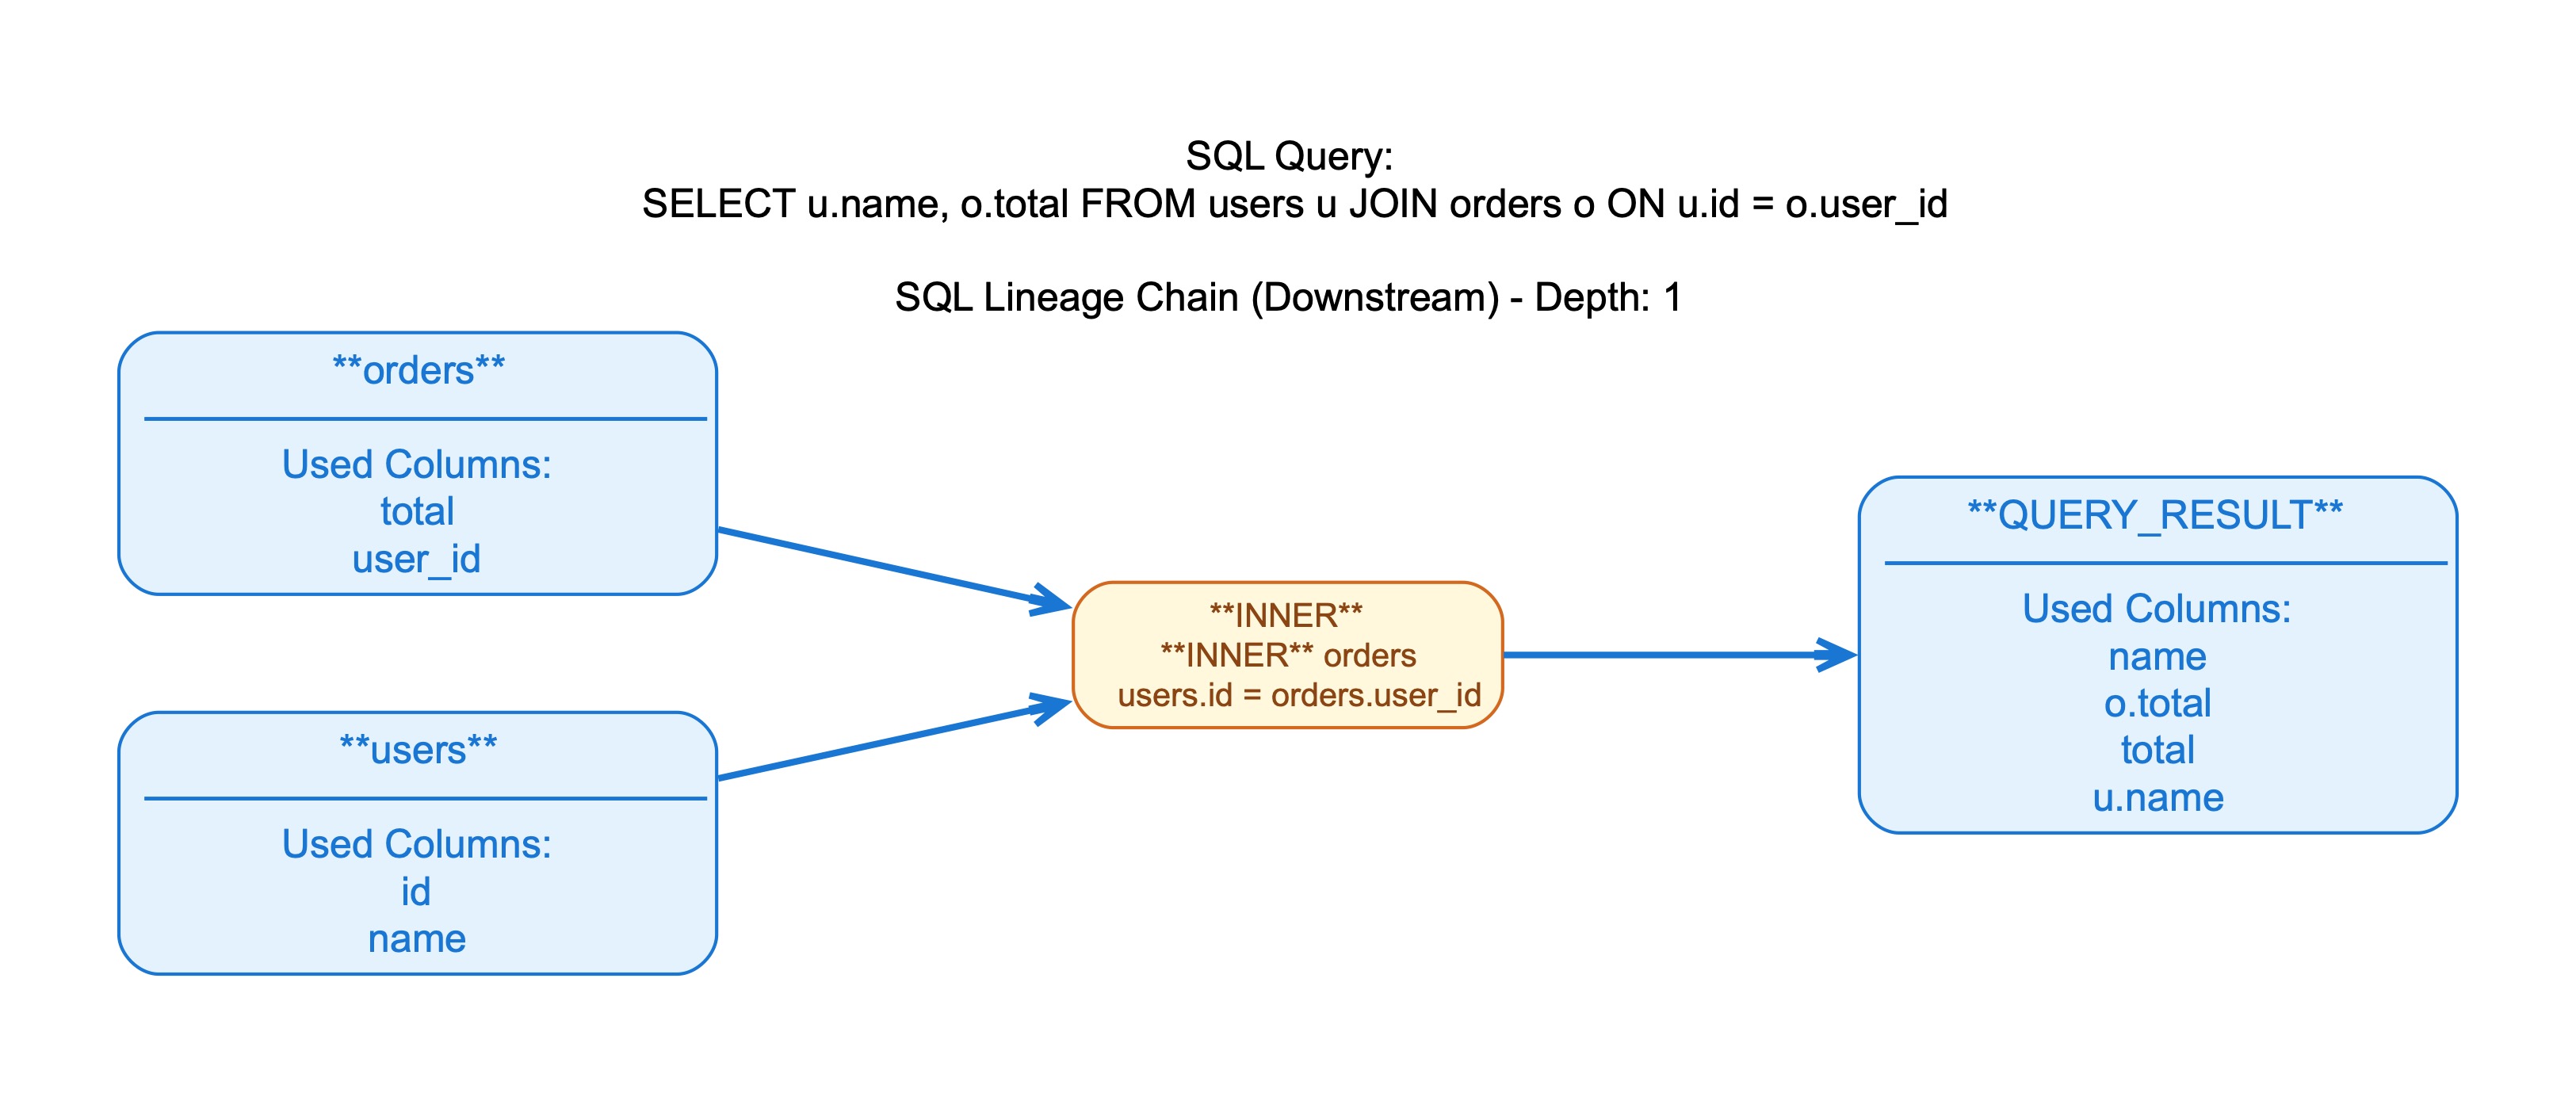 SQL Query:
SELECT u.name, o.total FROM users u JOIN orders o ON u.id = o.user_id
SQL Lineage Chain (Downstream) - Depth: 1
**orders**
Used Columns:
total
user_id
**users**
Used Columns:
id
name
**INNER**
**INNER** orders
users.id = orders.user_id
**QUERY_RESULT**
Used Columns:
name
o.total
total
u.name